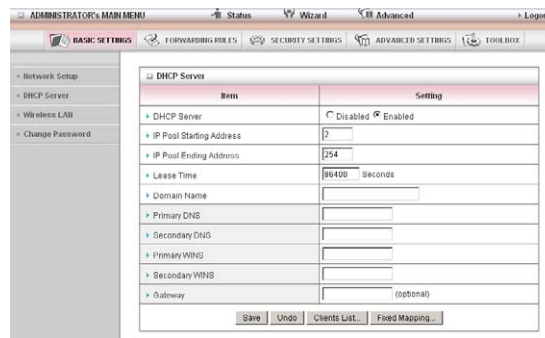 ADMINISTRATOR's MAIN MENU Status Wizard Advanced Logout
BASIC SETTINGS FORWARDING RULES SECURITY SETTINGS ADVANCED SETTINGS TOOLBOX
Network Setup
DHCP Server
Wireless LAN
Change Password
DHCP Server
Item Setting
DHCP Server Disabled Enabled
IP Pool Starting Address 2
IP Pool Ending Address 254
Lease Time 86400 Seconds
Domain Name
Primary DNS
Secondary DNS
Primary WINS
Secondary WINS
Gateway (optional)
Save Undo Clients List... Fixed Mapping...